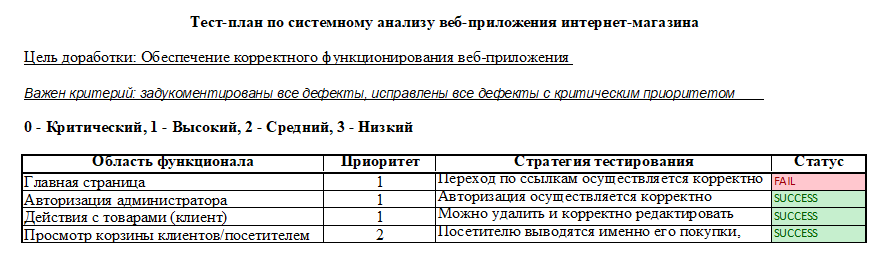 Тест-план по системному анализу веб-приложения интернет-магазина
Цель доработки: Обеспечение корректного функционирования веб-приложения
Важен критерий: задукоментированы все дефекты, исправлены все дефекты с критическим приоритетом
0 - Критический, 1 - Высокий, 2 - Средний, 3 - Низкий
Область функционала Приоритет Стратегия тестирования Статус
Главная страница 1 Переход по ссылкам осуществляется корректно FAIL
Авторизация администратора 1 Авторизация осуществляется корректно SUCCESS
Действия с товарами (клиент) 1 Можно удалить и корректно редактировать SUCCESS
Просмотр корзины клиентов/посетителем 2 Посетителю выводятся именно его покупки, SUCCESS